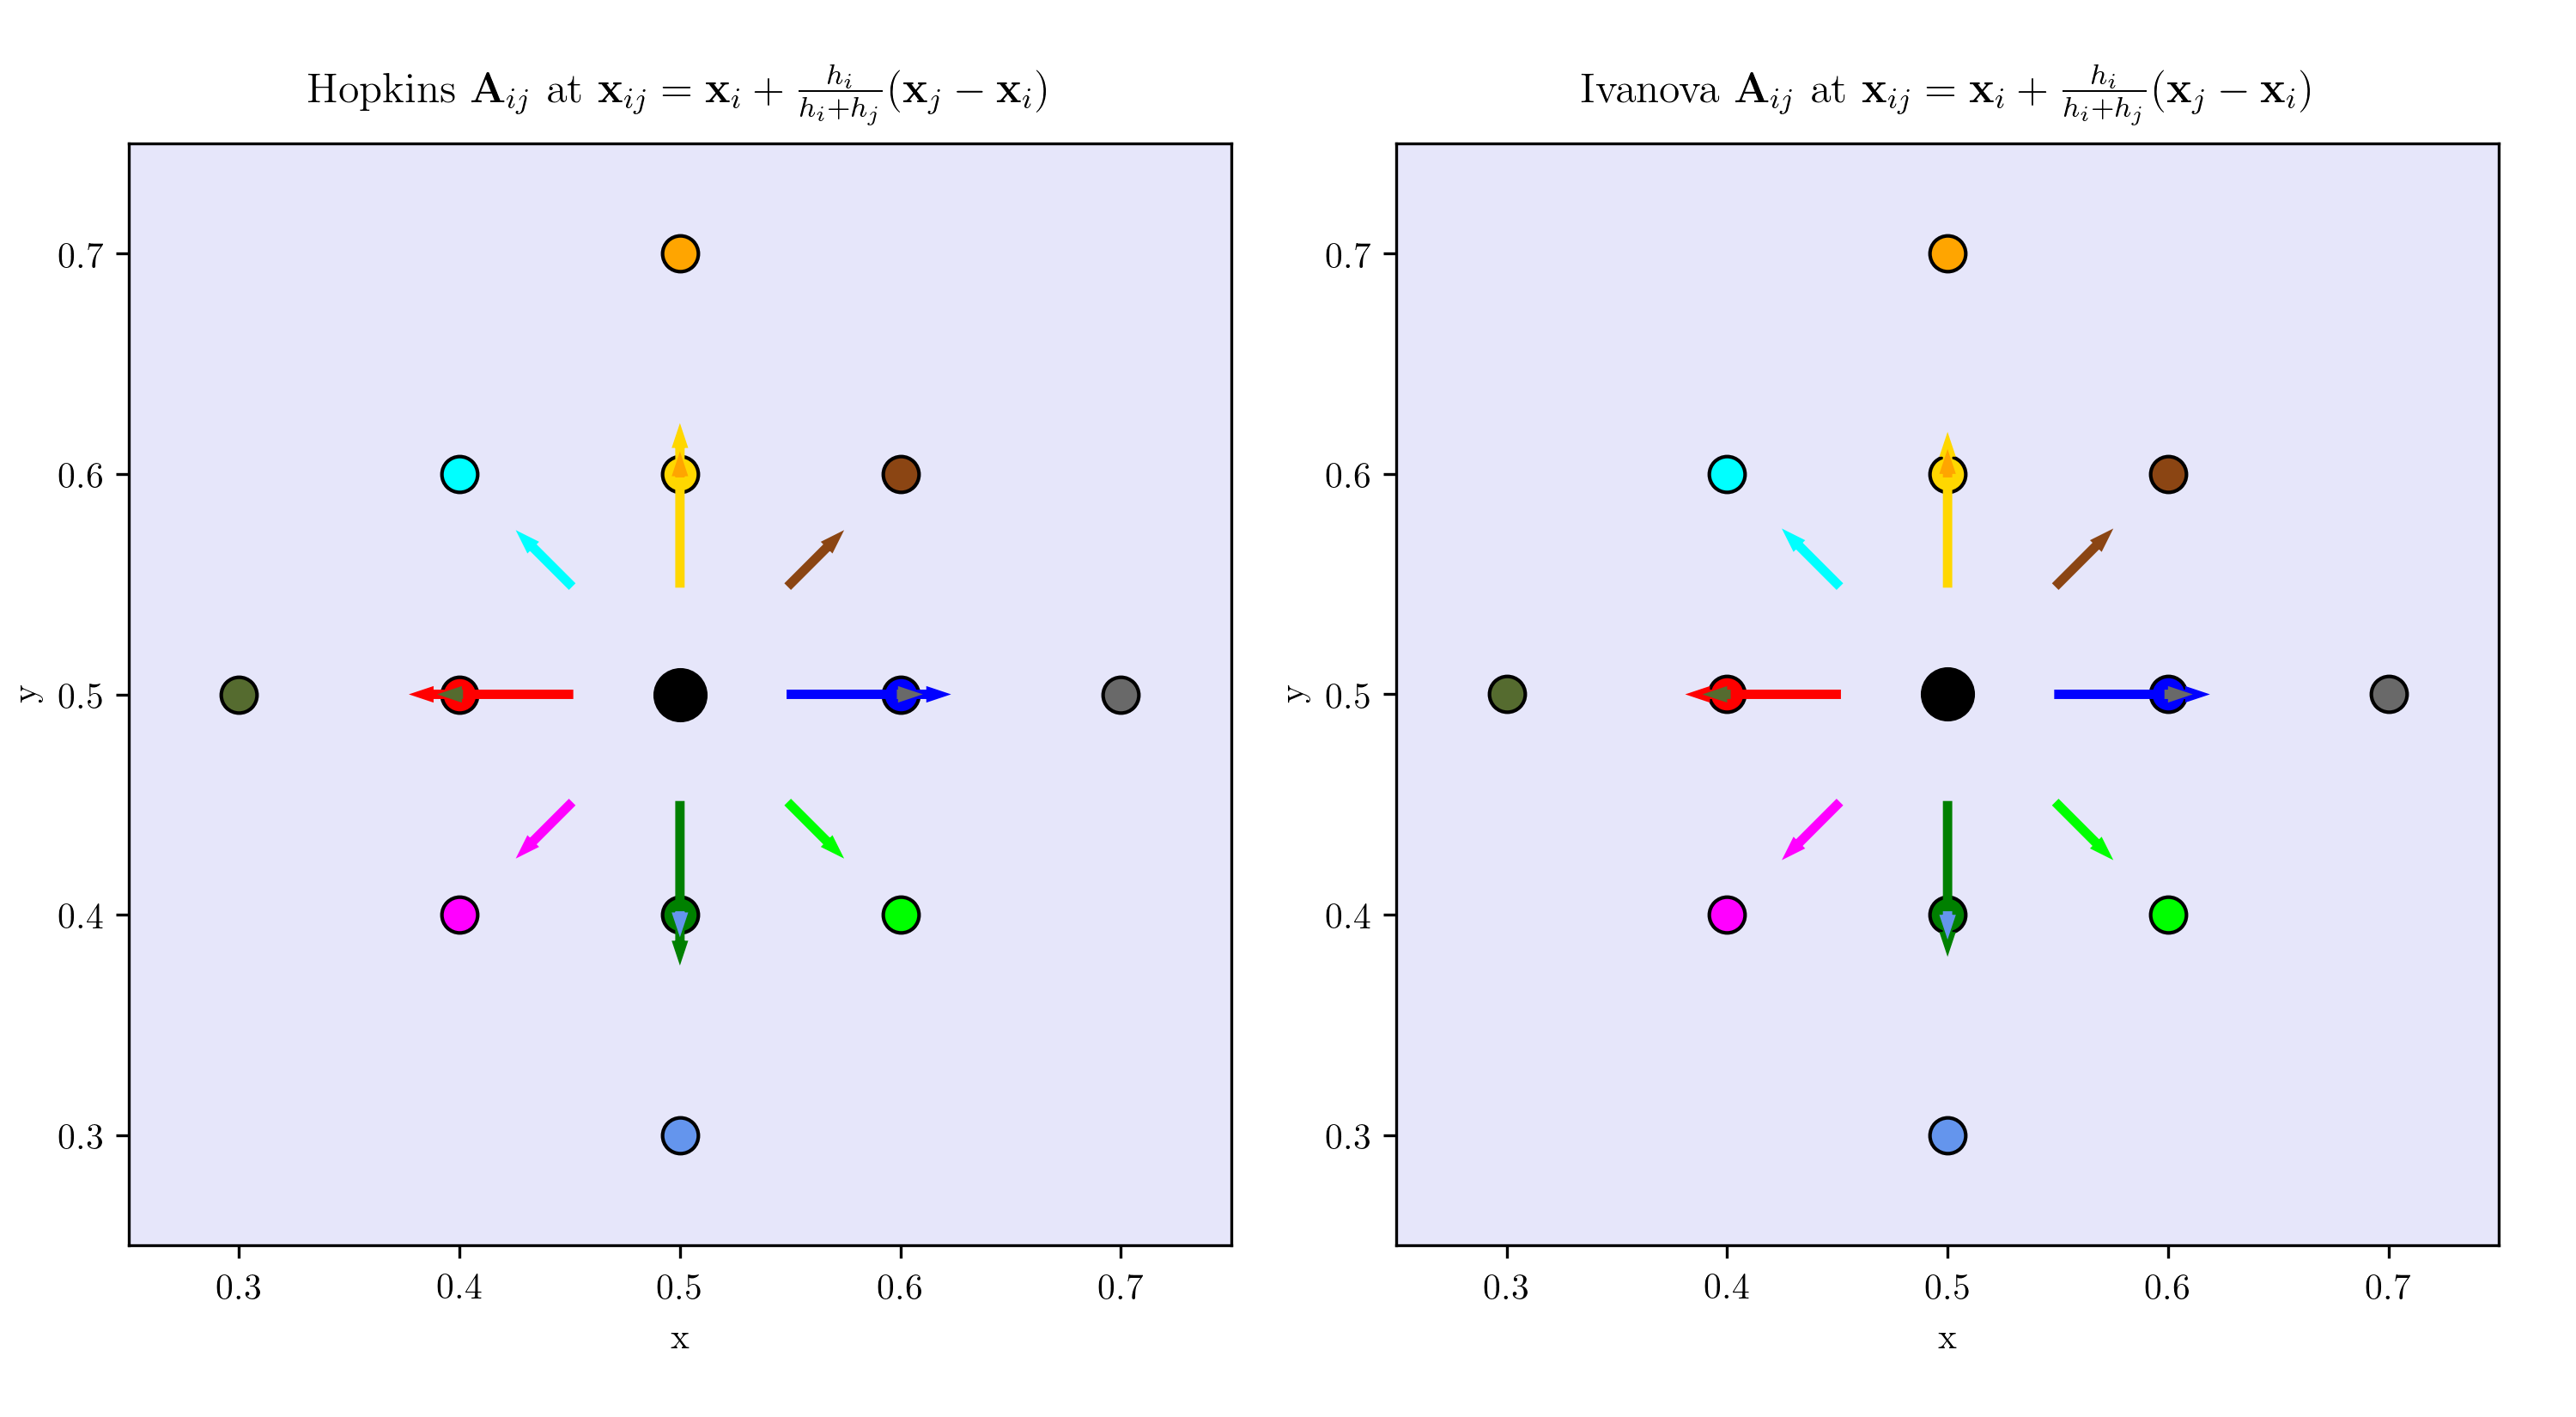 Hopkins A_ij at x_ij = x_i + h_i/(h_i+h_j) (x_j − x_i)
0.7
0.6
0.5
0.4
0.3
y
0.3 0.4 0.5 0.6 0.7
x
Ivanova A_ij at x_ij = x_i + h_i/(h_i+h_j) (x_j − x_i)
0.7
0.6
0.5
0.4
0.3
y
0.3 0.4 0.5 0.6 0.7
x